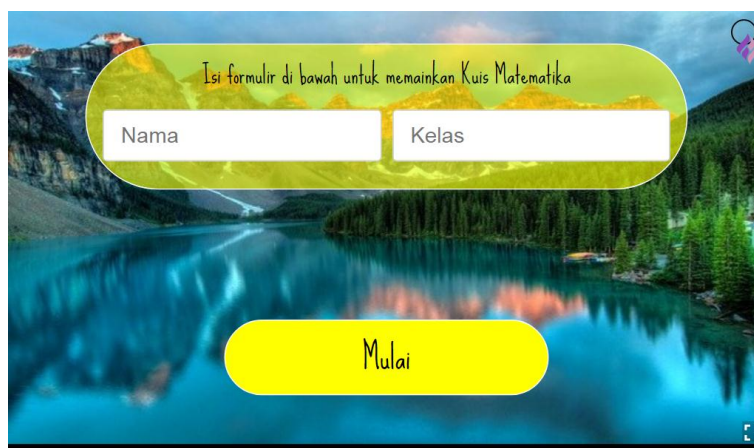 Isi formulir di bawah untuk memainkan Kuis Matematika
Nama
Kelas
Mulai